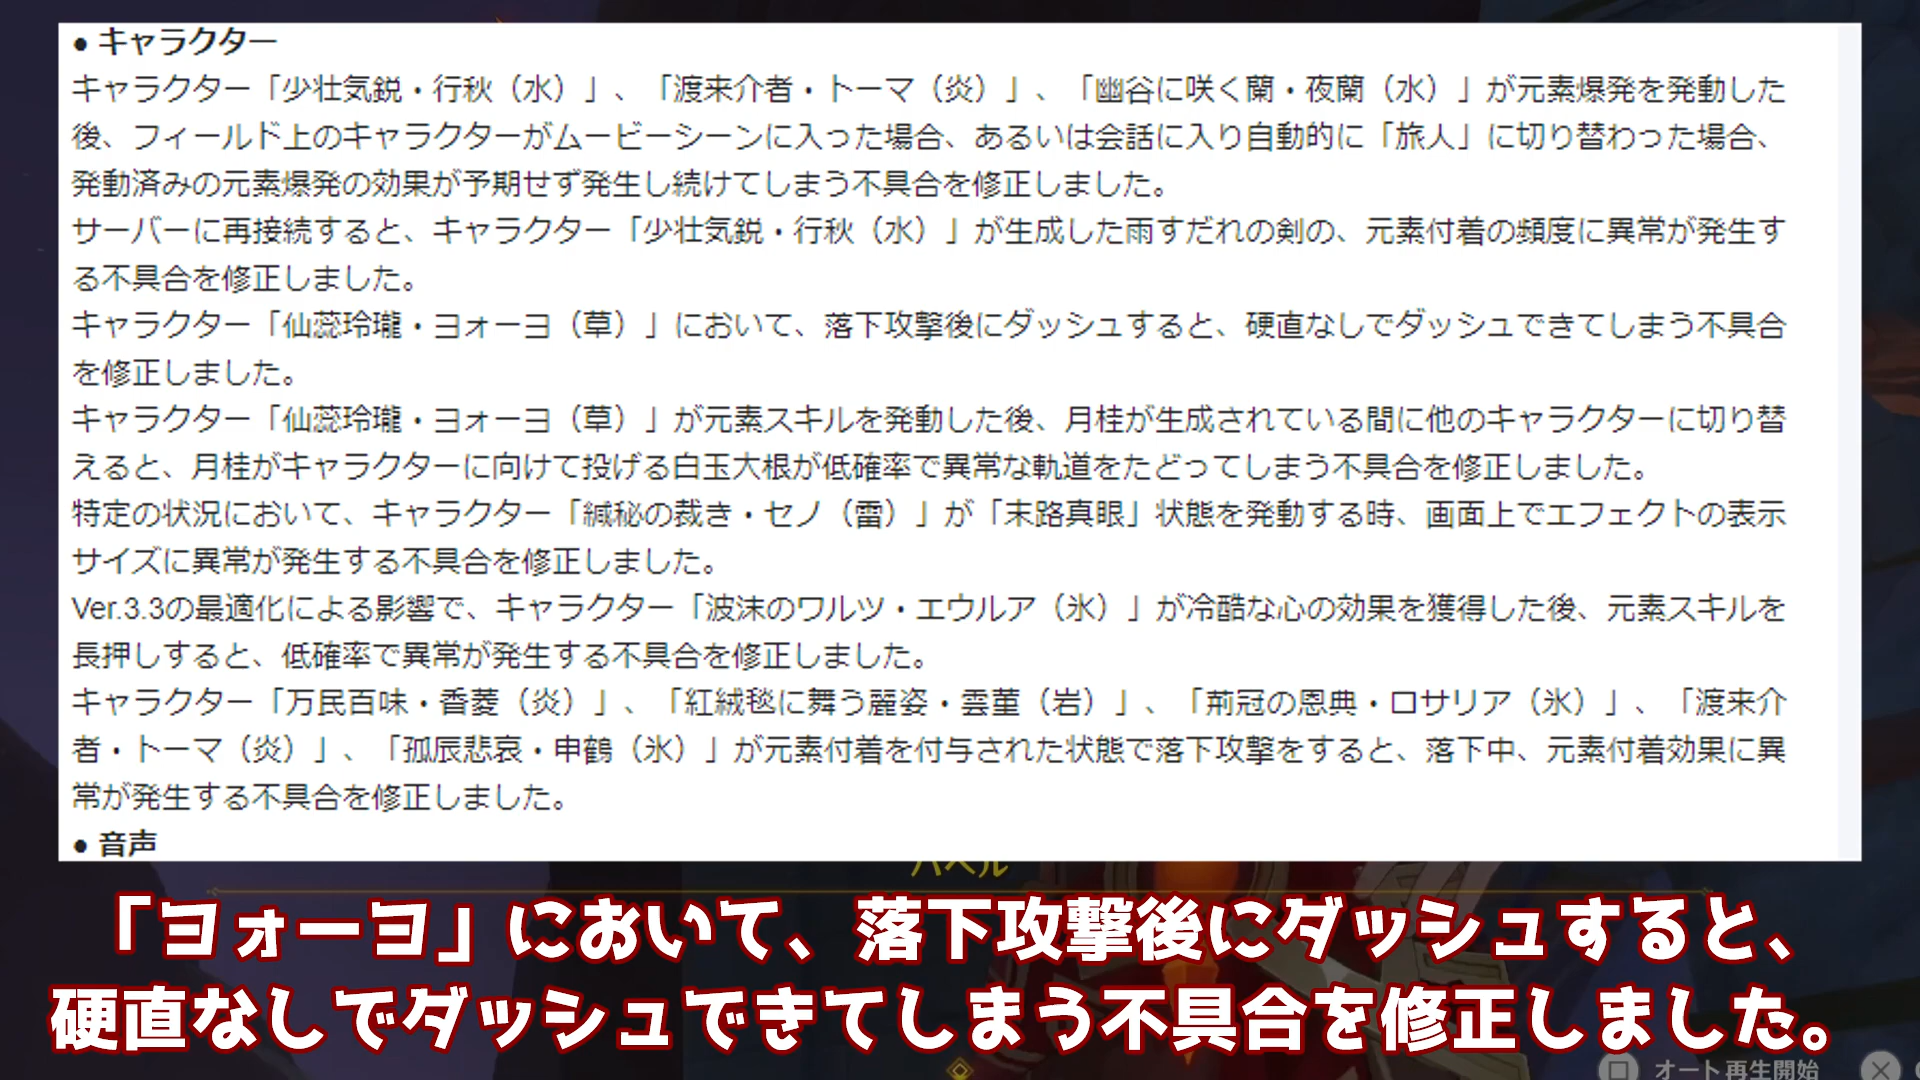 ● キャラクター
キャラクター「少壮気鋭・行秋（水）」、「渡来介者・トーマ（炎）」、「幽谷に咲く蘭・夜蘭（水）」が元素爆発を発動した
後、フィールド上のキャラクターがムービーシーンに入った場合、あるいは会話に入り自動的に「旅人」に切り替わった場合、
発動済みの元素爆発の効果が予期せず発生し続けてしまう不具合を修正しました。
サーバーに再接続すると、キャラクター「少壮気鋭・行秋（水）」が生成した雨すだれの剣の、元素付着の頻度に異常が発生す
る不具合を修正しました。
キャラクター「仙蕊玲瓏・ヨォーヨ（草）」において、落下攻撃後にダッシュすると、硬直なしでダッシュできてしまう不具合
を修正しました。
キャラクター「仙蕊玲瓏・ヨォーヨ（草）」が元素スキルを発動した後、月桂が生成されている間に他のキャラクターに切り替
えると、月桂がキャラクターに向けて投げる白玉大根が低確率で異常な軌道をたどってしまう不具合を修正しました。
特定の状況において、キャラクター「緘秘の裁き・セノ（雷）」が「末路真眼」状態を発動する時、画面上でエフェクトの表示
サイズに異常が発生する不具合を修正しました。
Ver.3.3の最適化による影響で、キャラクター「波沫のワルツ・エウルア（氷）」が冷酷な心の効果を獲得した後、元素スキルを
長押しすると、低確率で異常が発生する不具合を修正しました。
キャラクター「万民百味・香菱（炎）」、「紅絨毯に舞う麗姿・雲菫（岩）」、「荊冠の恩典・ロサリア（氷）」、「渡来介
者・トーマ（炎）」、「孤辰悲哀・申鶴（氷）」が元素付着を付与された状態で落下攻撃をすると、落下中、元素付着効果に異
常が発生する不具合を修正しました。
● 音声
「ヨォーヨ」において、落下攻撃後にダッシュすると、
硬直なしでダッシュできてしまう不具合を修正しました。
オート再生開始